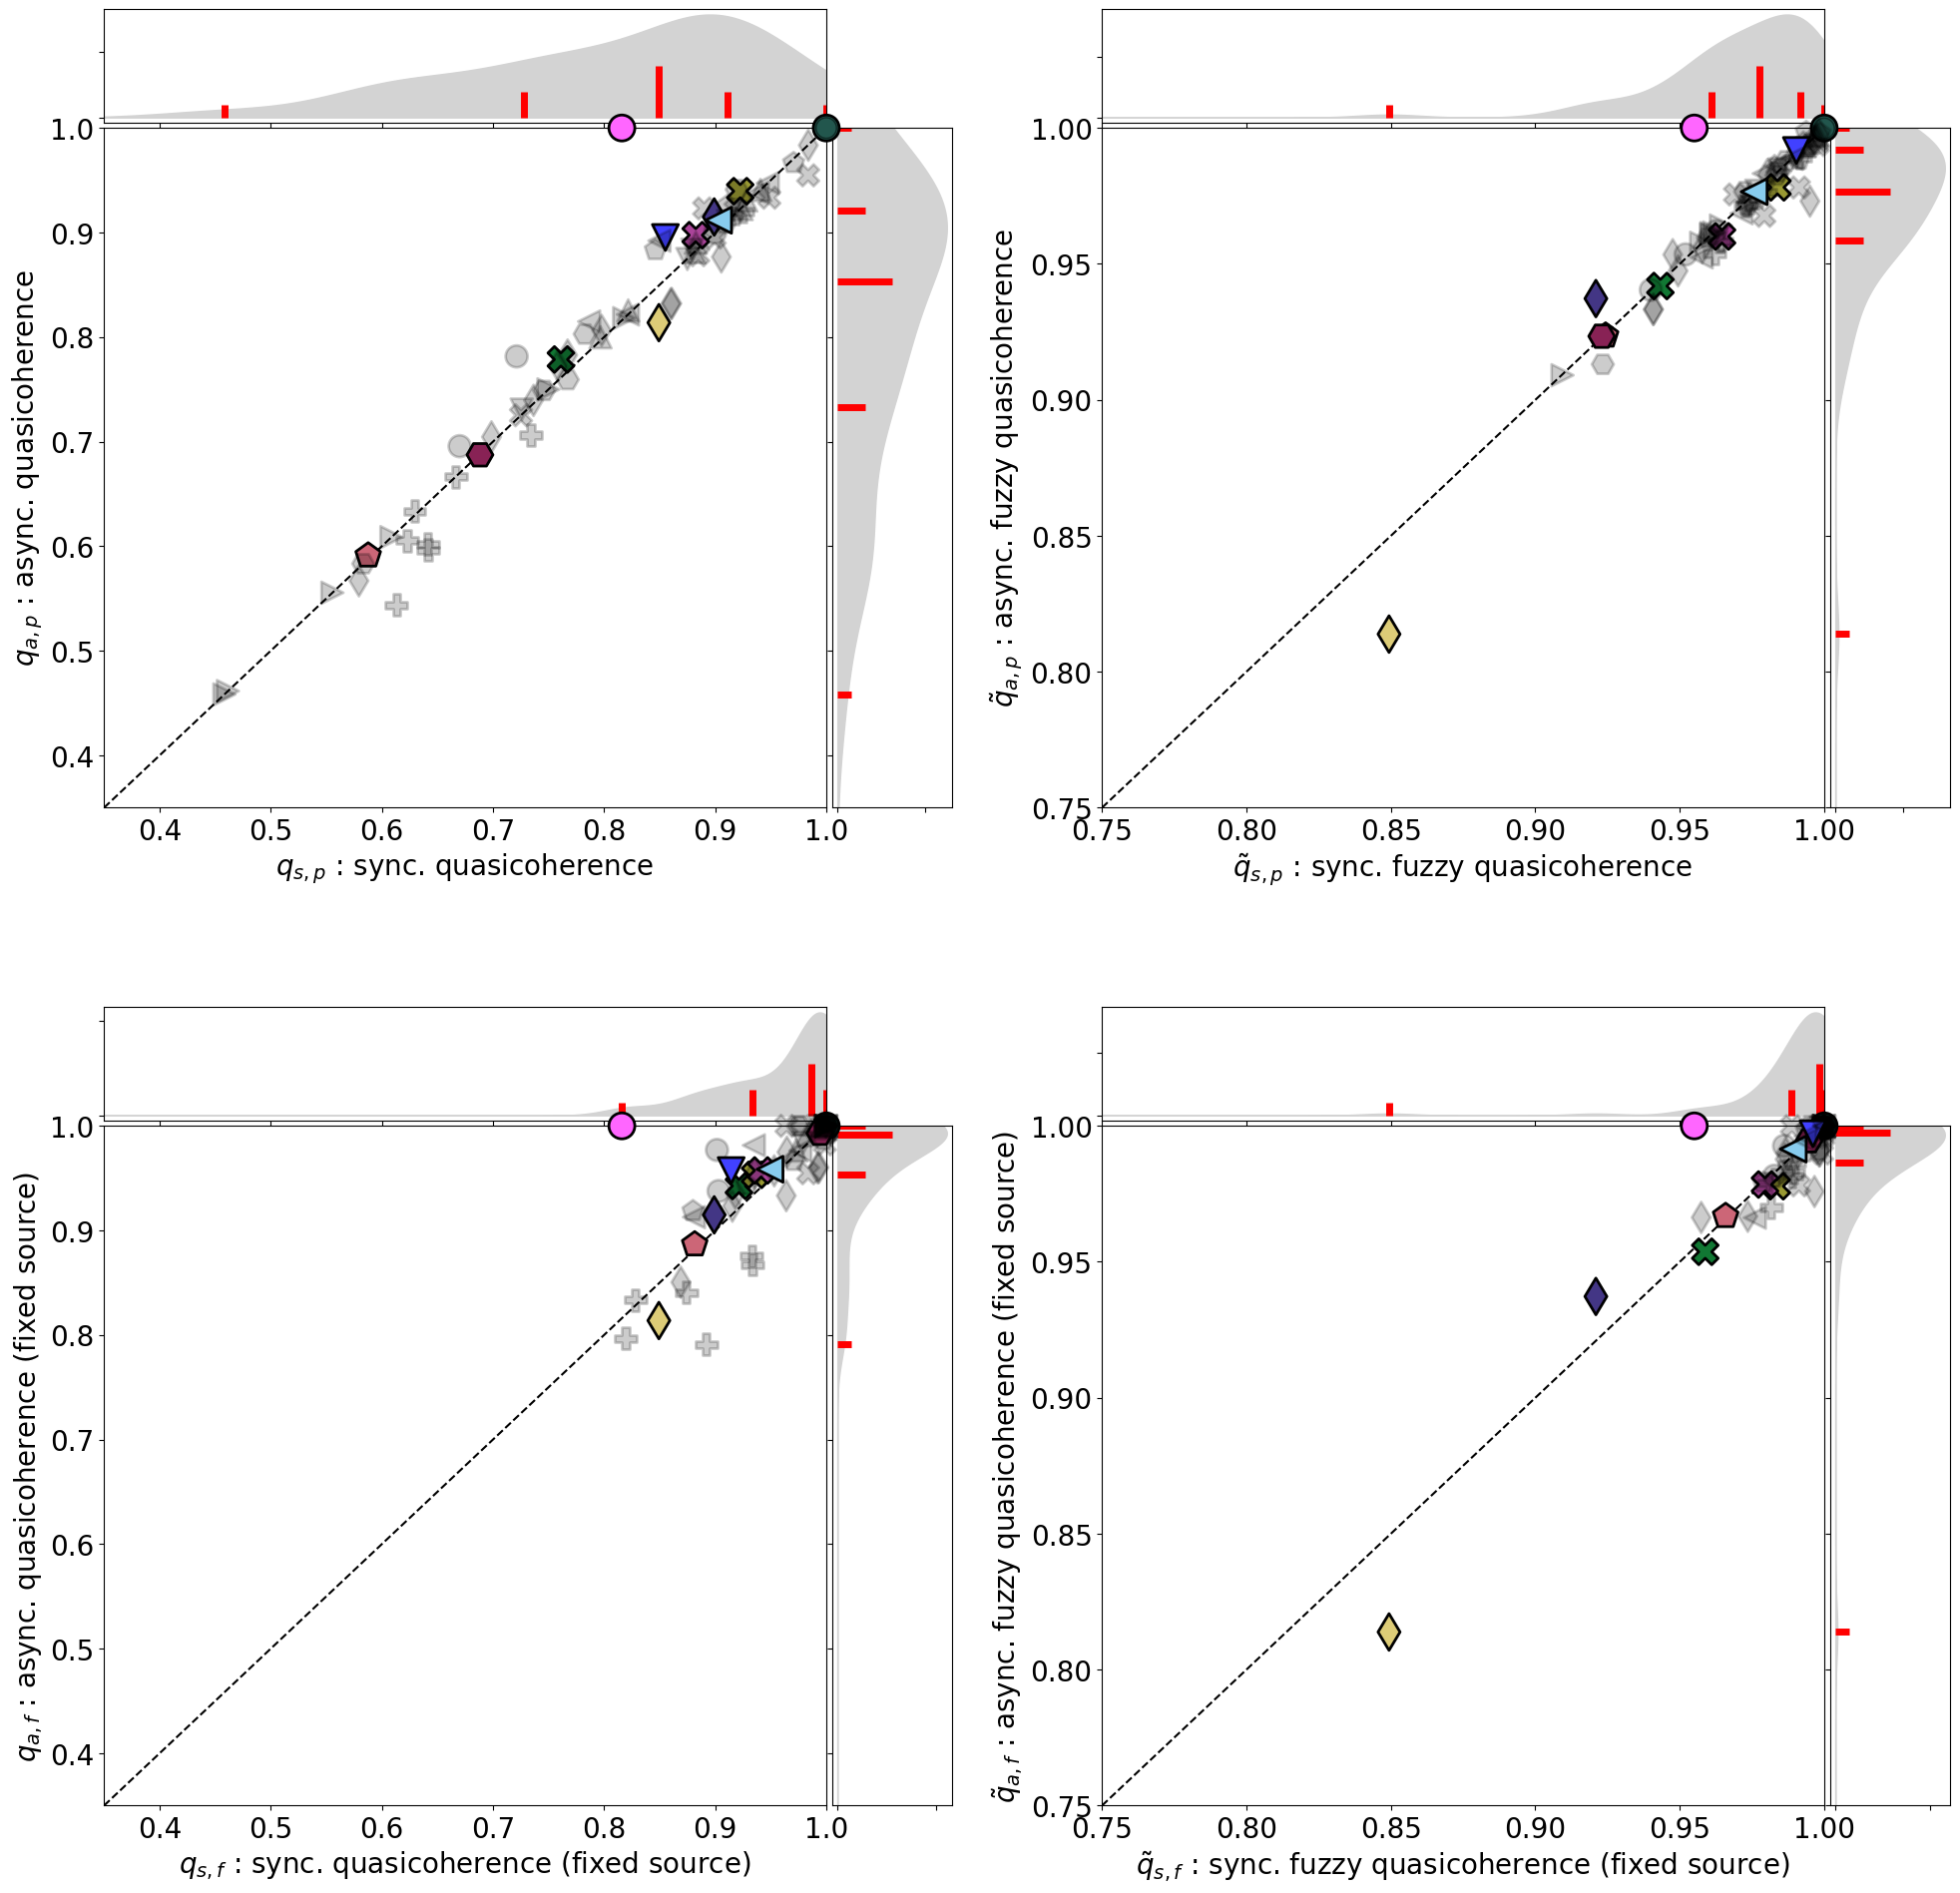 1.0
0.9
0.8
0.7
0.6
0.5
0.4
q_{a,p} : async. quasicoherence
0.4 0.5 0.6 0.7 0.8 0.9 1.0
q_{s,p} : sync. quasicoherence
1.00
0.95
0.90
0.85
0.80
0.75
q̃_{a,p} : async. fuzzy quasicoherence
0.75 0.80 0.85 0.90 0.95 1.00
q̃_{s,p} : sync. fuzzy quasicoherence
1.0
0.9
0.8
0.7
0.6
0.5
0.4
q_{a,f} : async. quasicoherence (fixed source)
0.4 0.5 0.6 0.7 0.8 0.9 1.0
q_{s,f} : sync. quasicoherence (fixed source)
1.00
0.95
0.90
0.85
0.80
0.75
q̃_{a,f} : async. fuzzy quasicoherence (fixed source)
0.75 0.80 0.85 0.90 0.95 1.00
q̃_{s,f} : sync. fuzzy quasicoherence (fixed source)